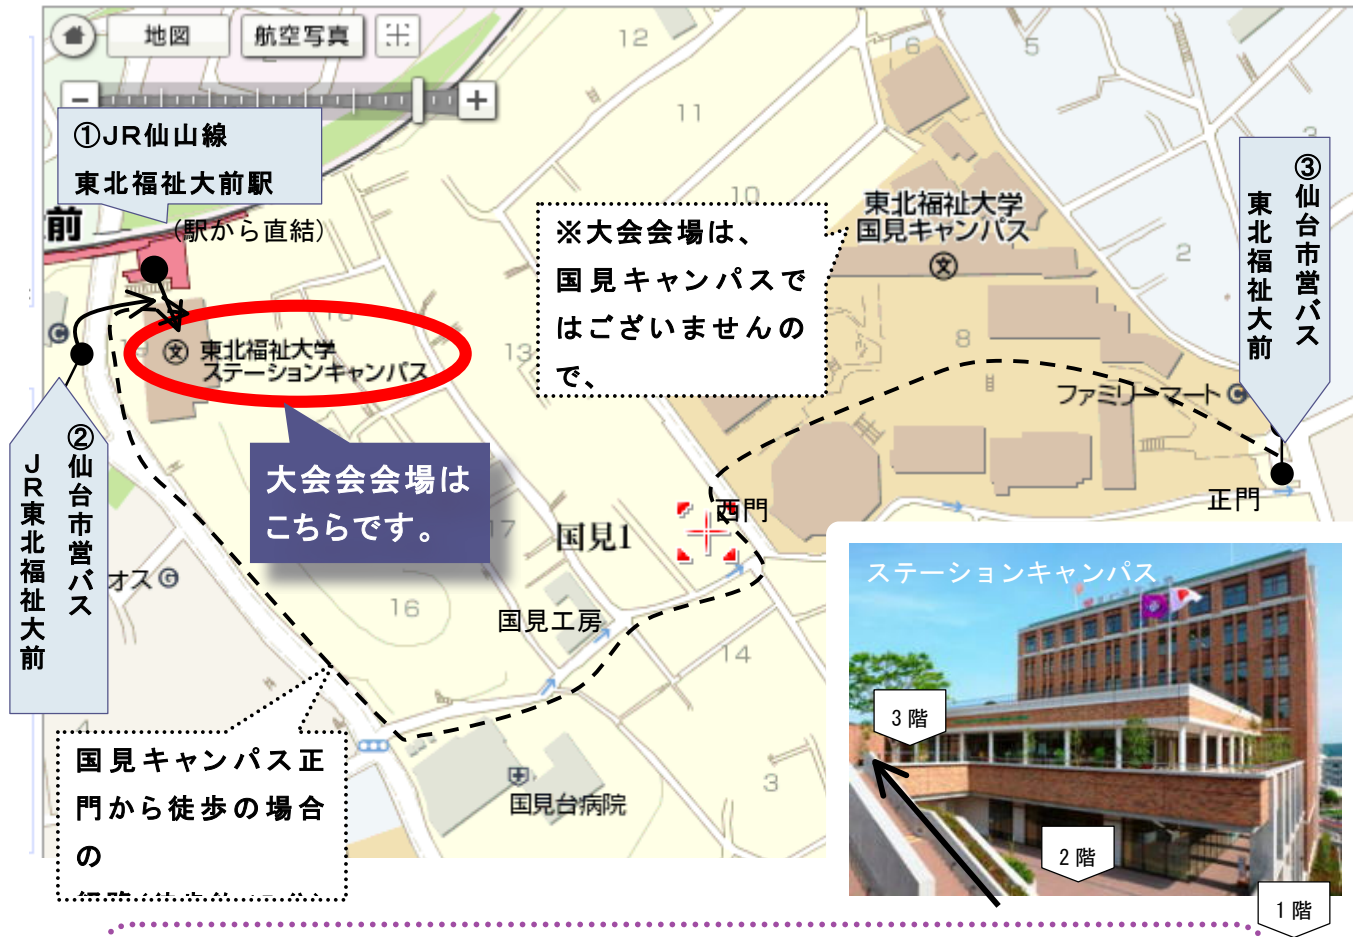 地図
航空写真
①JR仙山線
東北福祉大前駅
前
(駅から直結)
12
11
10
6
5
3
2
8
13
16
17
14
3
※大会会場は、
国見キャンパスで
はございませんの
で、
東北福祉大学
国見キャンパス
文
③仙台市営バス
東北福祉大前
ファミリーマート
C
正門
西門
C
文
東北福祉大学
ステーションキャンパス
大会会会場は
こちらです。
②仙台市営バス
JR東北福祉大前
オス
G
国見1
国見工房
国見台病院
国見キャンパス正
門から徒歩の場合
の
ステーションキャンパス
3階
2階
1階